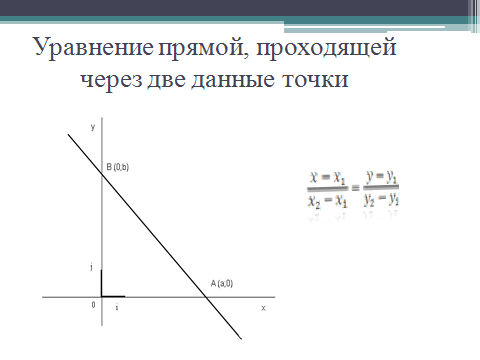 Уравнение прямой, проходящей
через две данные точки
y
B (0;b)
x - x₁ / x₂ - x₁ = y - y₁ / y₂ - y₁
j
A (a;0)
0 i x